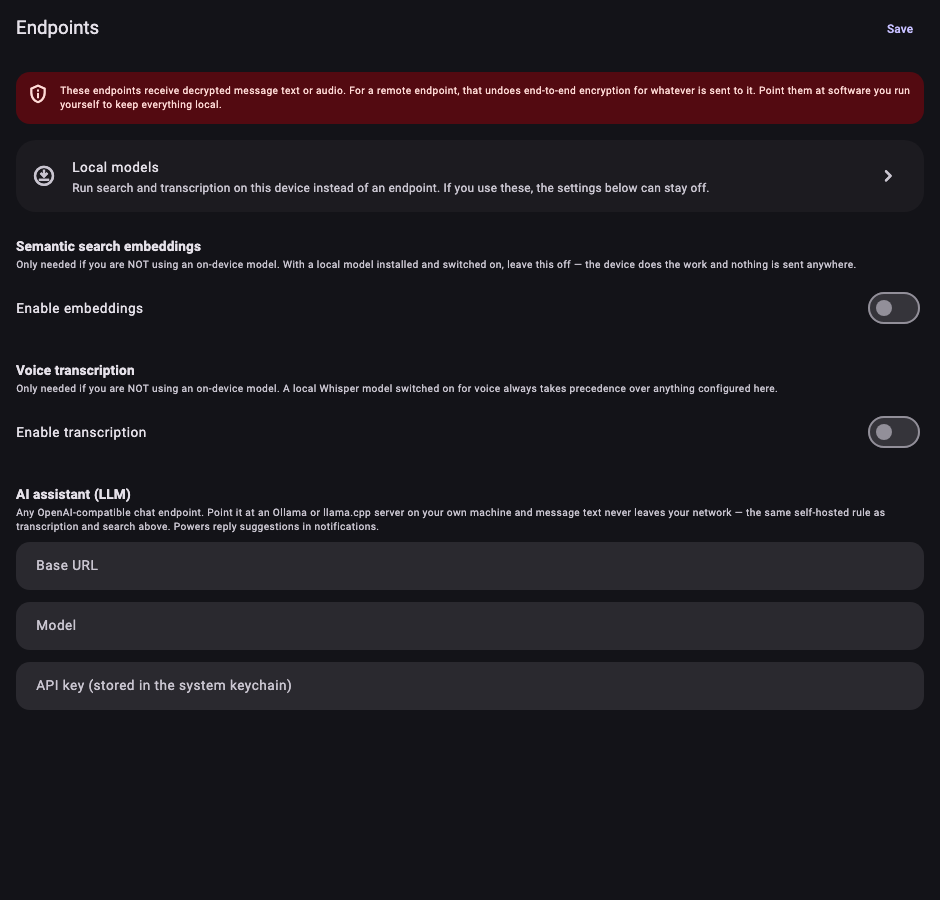 Endpoints
Save
These endpoints receive decrypted message text or audio. For a remote endpoint, that undoes end-to-end encryption for whatever is sent to it. Point them at software you run
yourself to keep everything local.
Local models
Run search and transcription on this device instead of an endpoint. If you use these, the settings below can stay off.
Semantic search embeddings
Only needed if you are NOT using an on-device model. With a local model installed and switched on, leave this off — the device does the work and nothing is sent anywhere.
Enable embeddings
Voice transcription
Only needed if you are NOT using an on-device model. A local Whisper model switched on for voice always takes precedence over anything configured here.
Enable transcription
AI assistant (LLM)
Any OpenAI-compatible chat endpoint. Point it at an Ollama or llama.cpp server on your own machine and message text never leaves your network — the same self-hosted rule as
transcription and search above. Powers reply suggestions in notifications.
Base URL
Model
API key (stored in the system keychain)